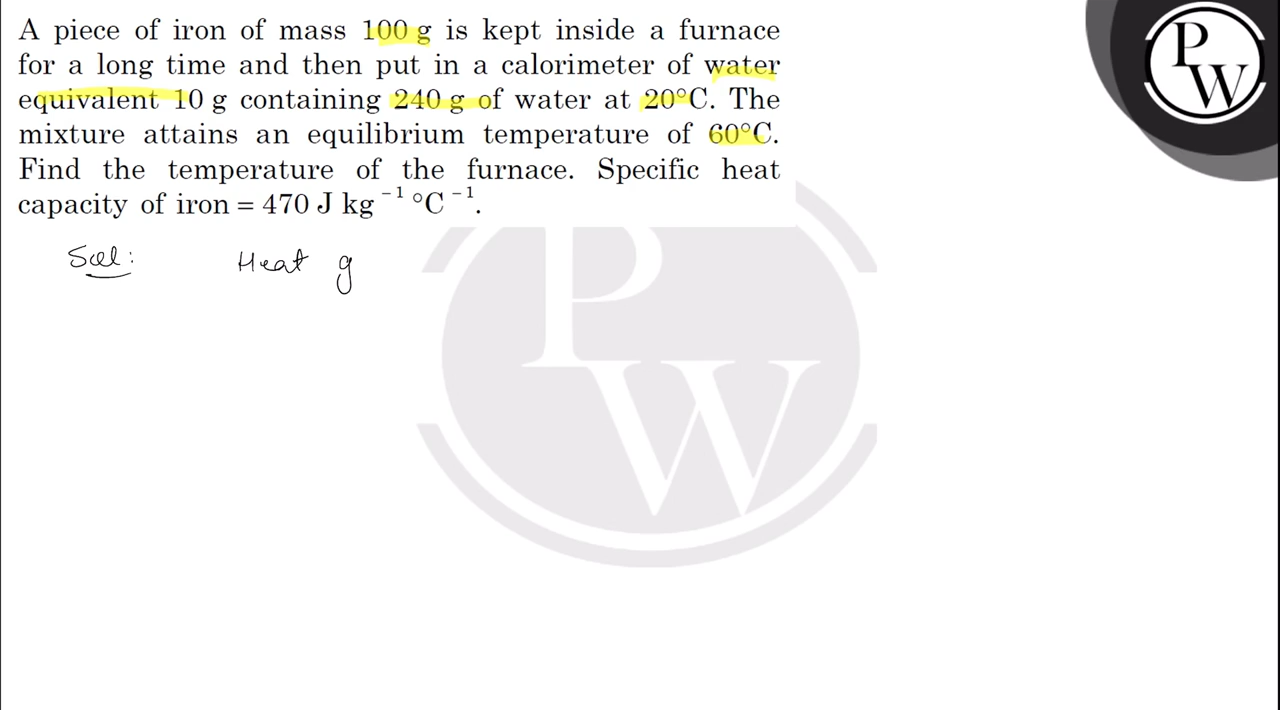 A piece of iron of mass 100 g is kept inside a furnace
for a long time and then put in a calorimeter of water
equivalent 10 g containing 240 g of water at 20°C. The
mixture attains an equilibrium temperature of 60°C.
Find the temperature of the furnace. Specific heat
capacity of iron = 470 J kg⁻¹ °C⁻¹.
Sol: Heat g
PW
PW